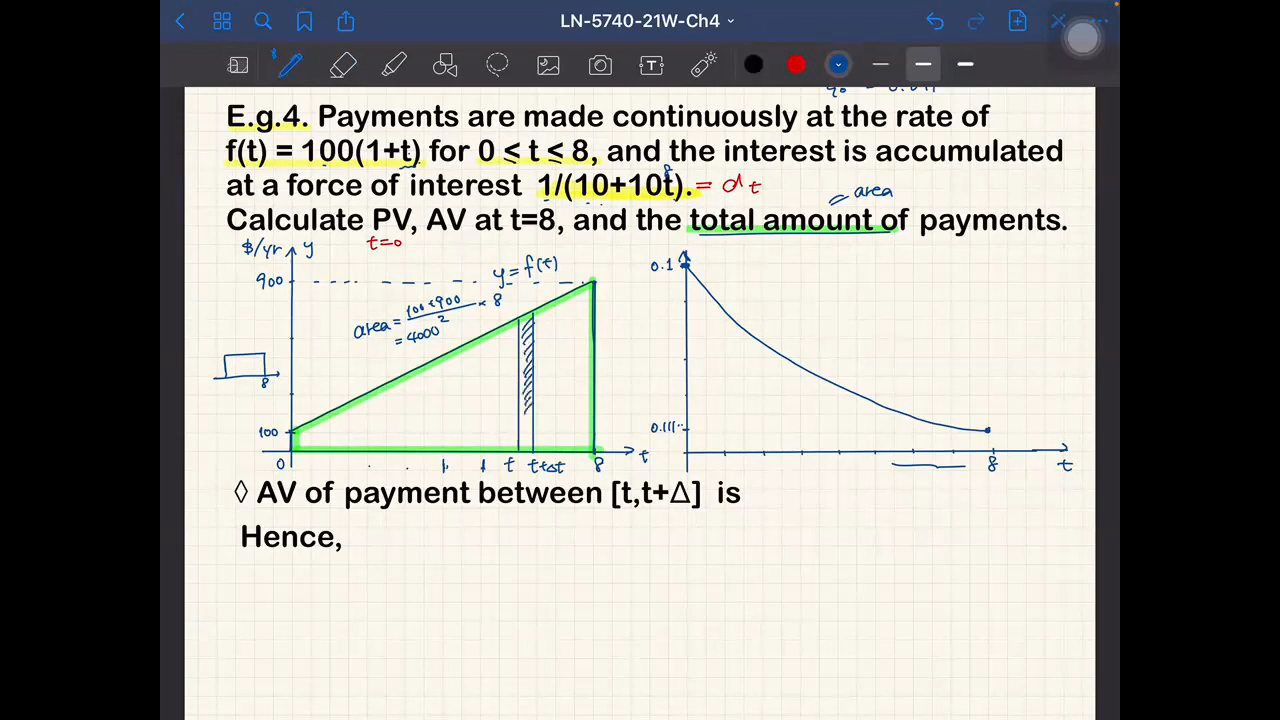 LN-5740-21W-Ch4
E.g.4. Payments are made continuously at the rate of
f(t) = 100(1+t) for 0 ≤ t ≤ 8, and the interest is accumulated
at a force of interest 1/(10+10t). = d t
8
= area
Calculate PV, AV at t=8, and the total amount of payments.
t=0
$/yr y
900
y = f(t)
area = (100+900)/2 × 8
= 4000
8
100
0 t t+Δt 8 t
0.1
0.111..
8 t
◊ AV of payment between [t,t+Δ] is
Hence,